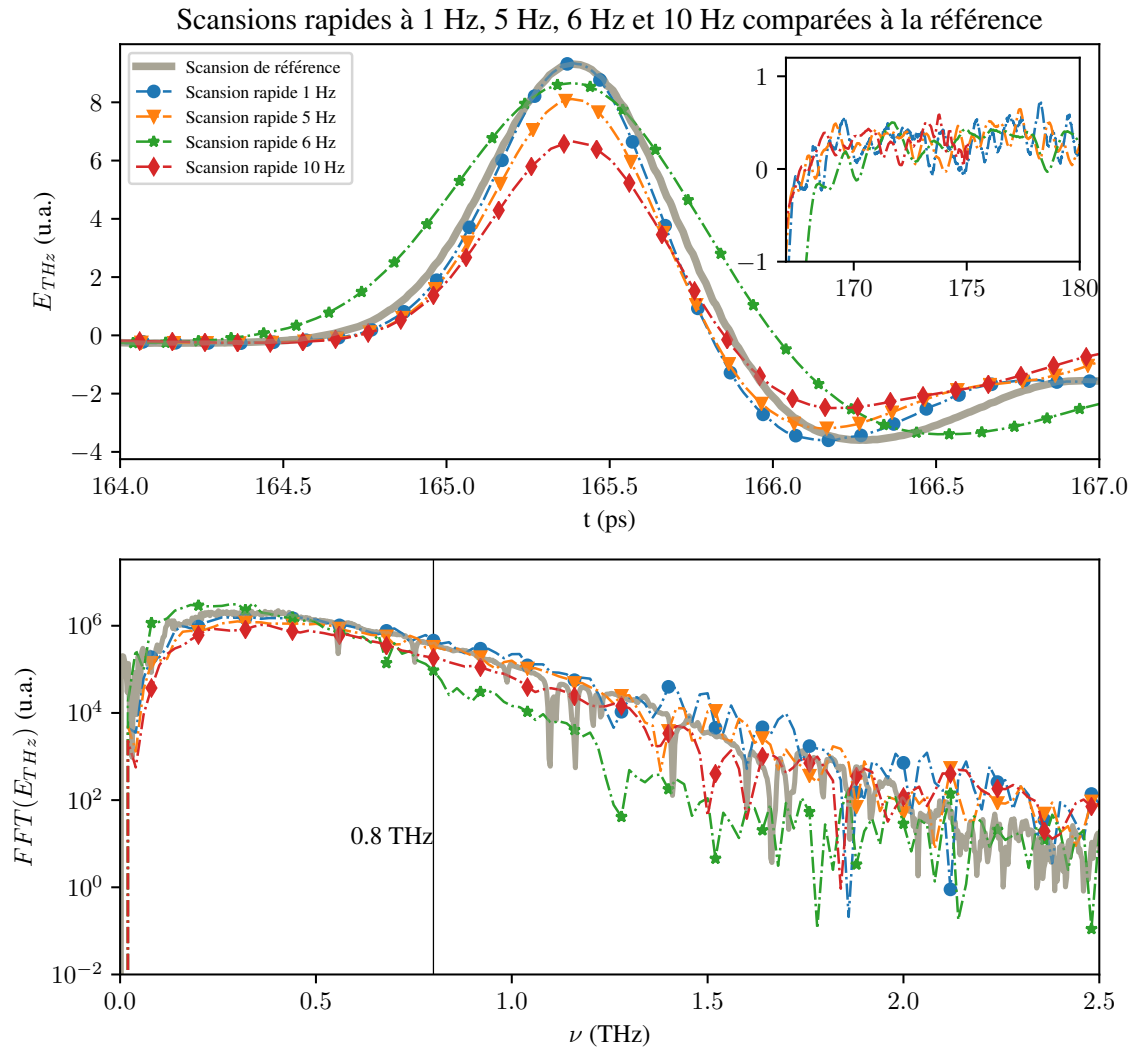 Scansions rapides à 1 Hz, 5 Hz, 6 Hz et 10 Hz comparées à la référence
Scansion de référence
Scansion rapide 1 Hz
Scansion rapide 5 Hz
Scansion rapide 6 Hz
Scansion rapide 10 Hz
8
6
4
2
0
−2
−4
E_THz (u.a.)
1
0
−1
170
175
180
164.0
164.5
165.0
165.5
166.0
166.5
167.0
t (ps)
10^6
10^4
10^2
10^0
10^−2
FFT(E_THz) (u.a.)
0.8 THz
0.0
0.5
1.0
1.5
2.0
2.5
ν (THz)